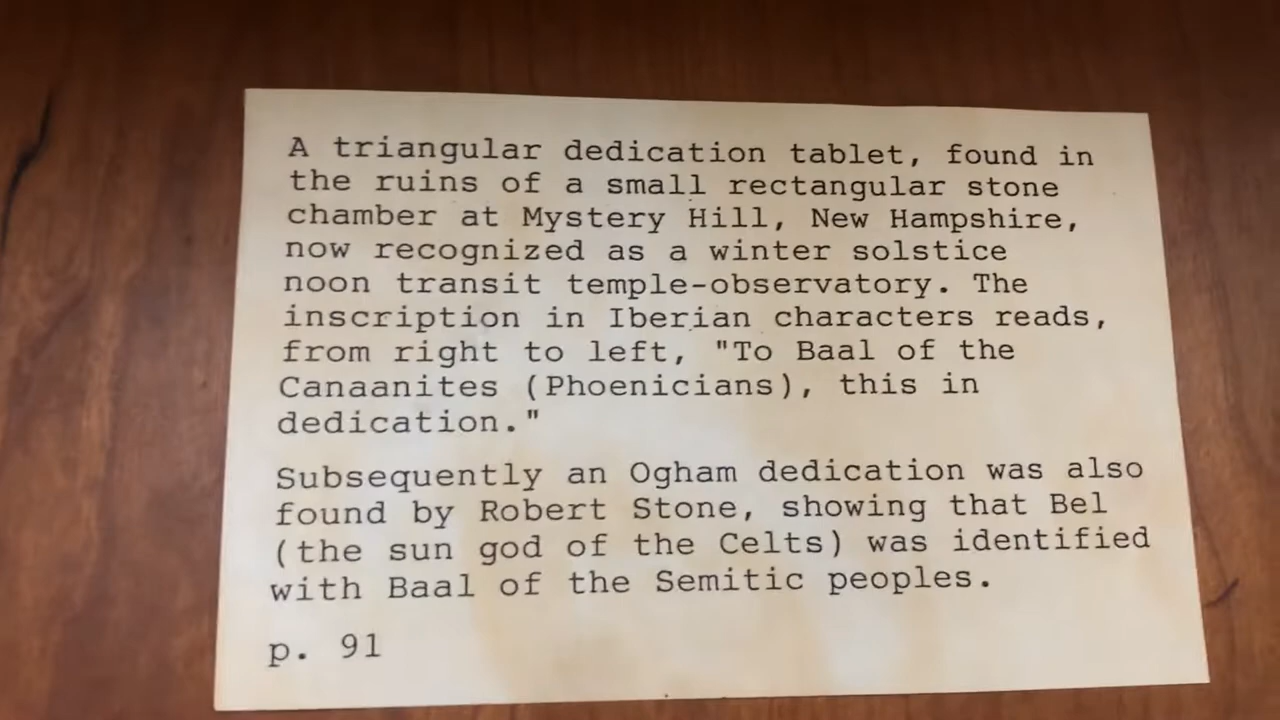 A triangular dedication tablet, found in
the ruins of a small rectangular stone
chamber at Mystery Hill, New Hampshire,
now recognized as a winter solstice
noon transit temple-observatory. The
inscription in Iberian characters reads,
from right to left, "To Baal of the
Canaanites (Phoenicians), this in
dedication."
Subsequently an Ogham dedication was also
found by Robert Stone, showing that Bel
(the sun god of the Celts) was identified
with Baal of the Semitic peoples.
p. 91